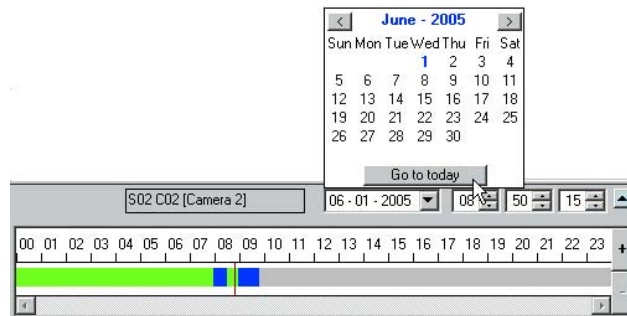 < June - 2005 >
Sun Mon Tue Wed Thu Fri Sat
1 2 3 4
5 6 7 8 9 10 11
12 13 14 15 16 17 18
19 20 21 22 23 24 25
26 27 28 29 30
Go to today
S02 C02 [Camera 2] 06 - 01 - 2005 08 50 15
00 01 02 03 04 05 06 07 08 09 10 11 12 13 14 15 16 17 18 19 20 21 22 23 +
-